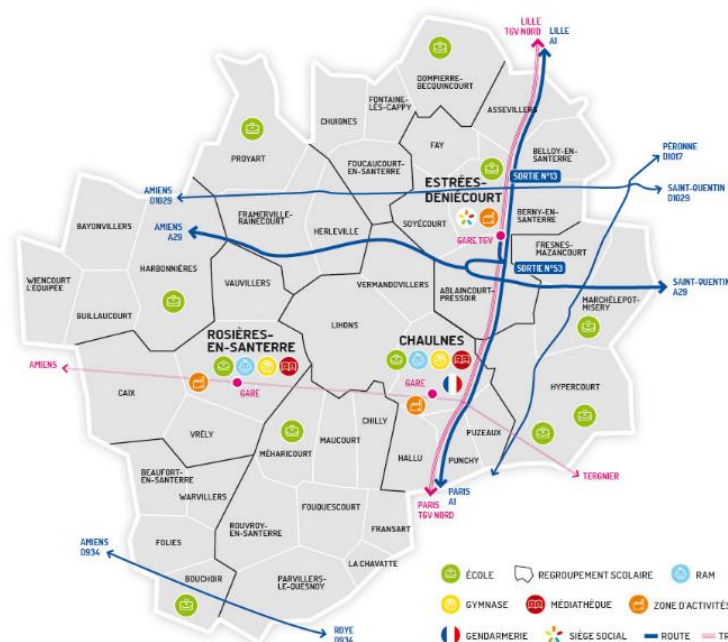 LILLE
TGV NORD
LILLE
A1
DOMPIERRE-
BECQUINCOURT
ASSEVILLERS
FONTAINE-
LÈS-CAPPY
CHUIGNES
FAY
BELLOY-EN-
SANTERRE
PÉRONNE
D1017
PROYART
FOUCAUCOURT-
EN-SANTERRE
SORTIE N°13
ESTRÉES-
DENIÉCOURT
AMIENS
D1029
SAINT-QUENTIN
D1029
FRAMERVILLE-
RAINECOURT
SOYÉCOURT
BERNY-EN-
SANTERRE
BAYONVILLERS
AMIENS
A29
HERLEVILLE
GARE TGV
FRESNES-
MAZANCOURT
WIENCOURT
L'ÉQUIPÉE
HARBONNIÈRES
VAUVILLERS
VERMANDOVILLERS
SORTIE N°53
ABLAINCOURT-
PRESSOIR
SAINT-QUENTIN
A29
GUILLAUCOURT
MARCHÉLEPOT-
MISERY
LIHONS
ROSIÈRES-
EN-SANTERRE
CHAULNES
AMIENS
GARE
GARE
HYPERCOURT
CAIX
VRÉLY
MÉHARICOURT
MAUCOURT
CHILLY
HALLU
PUZEAUX
PUNCHY
TERGNIER
BEAUFORT-
EN-SANTERRE
WARVILLERS
PARIS
TGV NORD
PARIS
A1
ROUVROY-
EN-SANTERRE
FOUQUESCOURT
FRANSART
AMIENS
D934
FOLIES
LA CHAVATTE
BOUCHOIR
PARVILLERS-
LE-QUESNOY
ROYE
D934
ÉCOLE
REGROUPEMENT SCOLAIRE
RAM
GYMNASE
MÉDIATHÈQUE
ZONE D'ACTIVITÉS
GENDARMERIE
SIÈGE SOCIAL
ROUTE